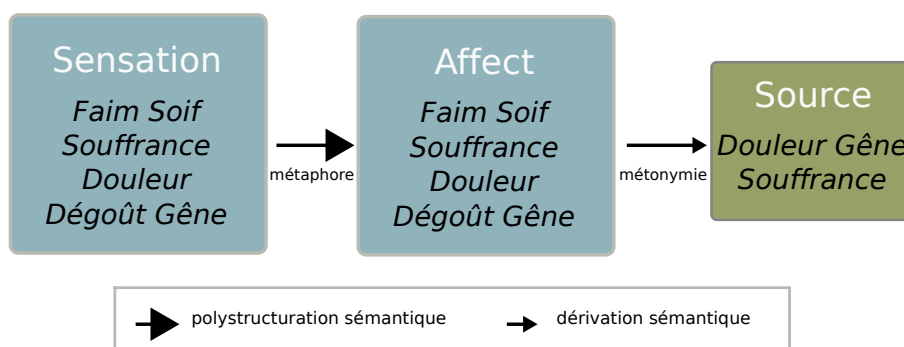 Sensation
Faim Soif
Souffrance
Douleur
Dégoût Gêne
métaphore
Affect
Faim Soif
Souffrance
Douleur
Dégoût Gêne
métonymie
Source
Douleur Gêne
Souffrance
polystructuration sémantique
dérivation sémantique